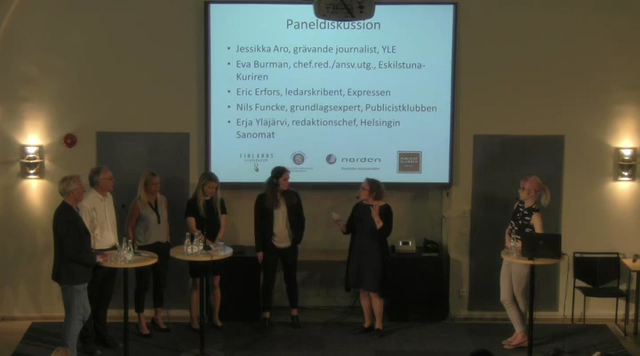 Paneldiskussion
• Jessikka Aro, grävande journalist, YLE
• Eva Burman, chef.red./ansv.utg., Eskilstuna-
Kuriren
• Eric Erfors, ledarskribent, Expressen
• Nils Funcke, grundlagsexpert, Publicistklubben
• Erja Yläjärvi, redaktionschef, Helsingin
Sanomat
FINLANDS
norden